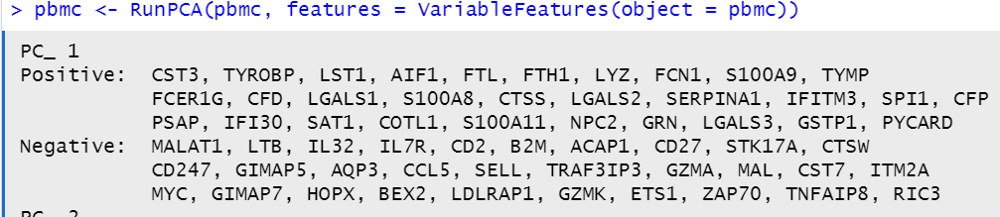 > pbmc <- RunPCA(pbmc, features = VariableFeatures(object = pbmc))
PC_ 1
Positive:  CST3, TYROBP, LST1, AIF1, FTL, FTH1, LYZ, FCN1, S100A9, TYMP
FCER1G, CFD, LGALS1, S100A8, CTSS, LGALS2, SERPINA1, IFITM3, SPI1, CFP
PSAP, IFI30, SAT1, COTL1, S100A11, NPC2, GRN, LGALS3, GSTP1, PYCARD
Negative:  MALAT1, LTB, IL32, IL7R, CD2, B2M, ACAP1, CD27, STK17A, CTSW
CD247, GIMAP5, AQP3, CCL5, SELL, TRAF3IP3, GZMA, MAL, CST7, ITM2A
MYC, GIMAP7, HOPX, BEX2, LDLRAP1, GZMK, ETS1, ZAP70, TNFAIP8, RIC3
PC_ 2